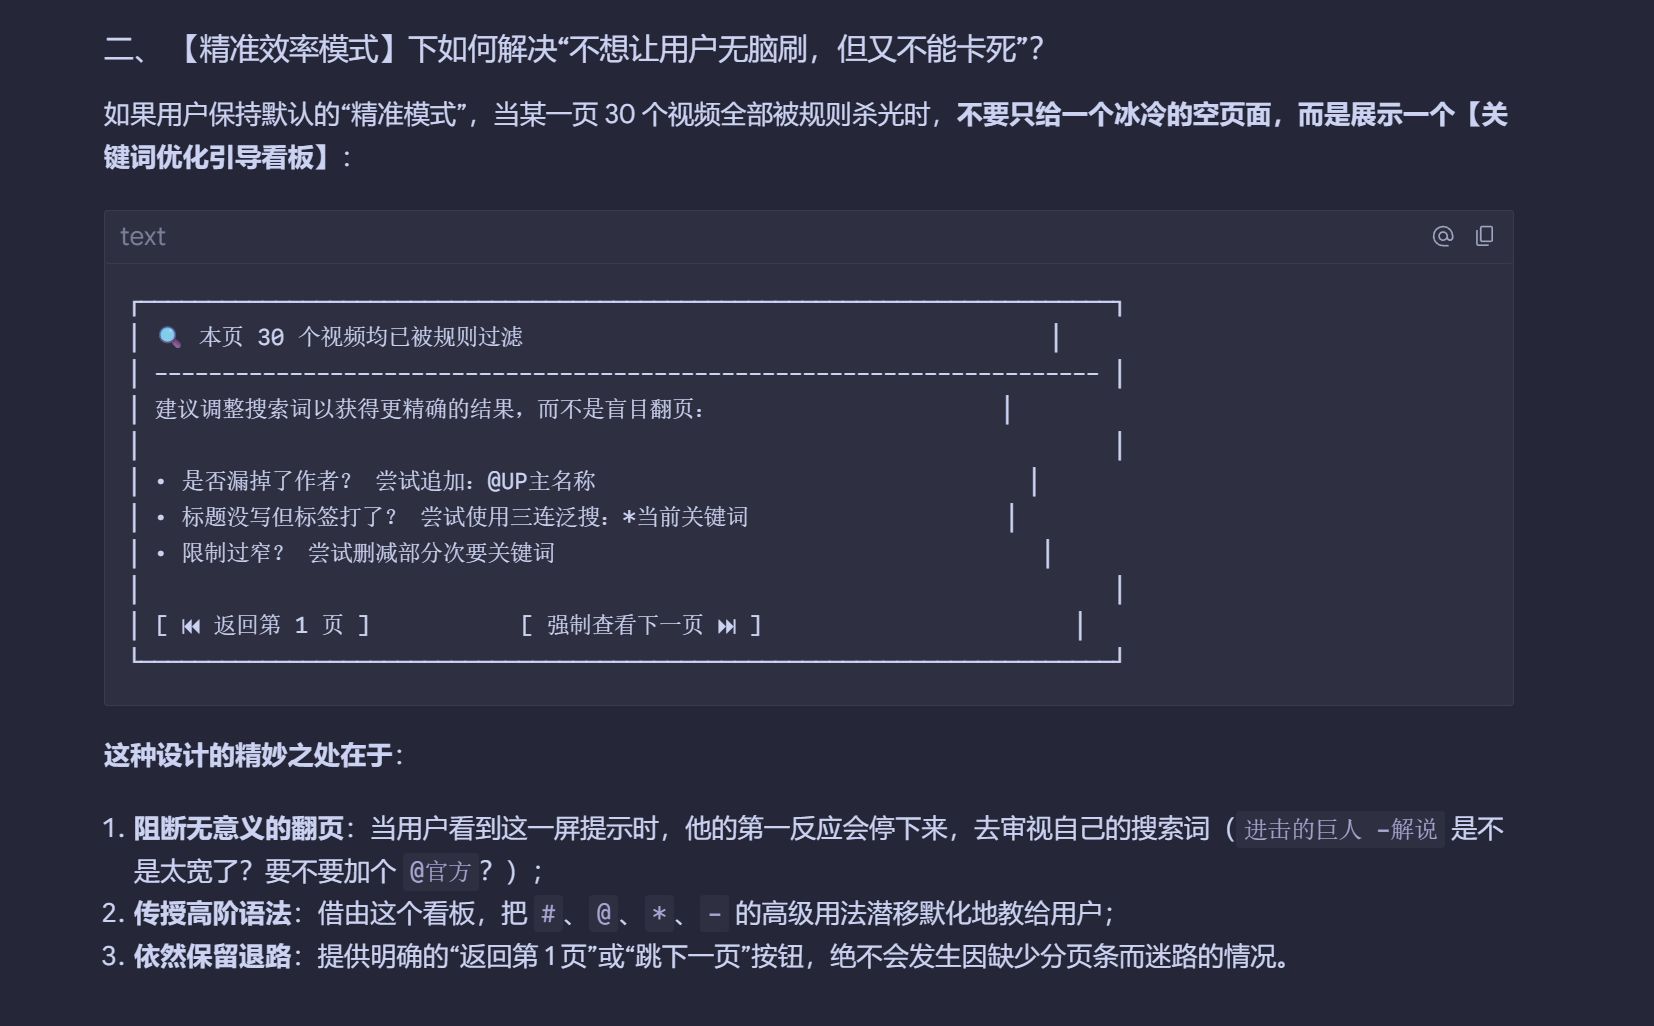 二、【精准效率模式】下如何解决“不想让用户无脑刷，但又不能卡死”？
如果用户保持默认的“精准模式”，当某一页 30 个视频全部被规则杀光时，不要只给一个冰冷的空页面，而是展示一个【关
键词优化引导看板】：
text
🔍 本页 30 个视频均已被规则过滤
----------------------------------------------------------------------
建议调整搜索词以获得更精确的结果，而不是盲目翻页：
• 是否漏掉了作者？ 尝试追加：@UP主名称
• 标题没写但标签打了？ 尝试使用三连泛搜：*当前关键词
• 限制过窄？ 尝试删减部分次要关键词
[ ⏮ 返回第 1 页 ] [ 强制查看下一页 ⏭ ]
这种设计的精妙之处在于：
1. 阻断无意义的翻页：当用户看到这一屏提示时，他的第一反应会停下来，去审视自己的搜索词（进击的巨人 -解说 是不
是太宽了？要不要加个 @官方？）；
2. 传授高阶语法：借由这个看板，把 #、@、*、- 的高级用法潜移默化地教给用户；
3. 依然保留退路：提供明确的“返回第 1 页”或“跳下一页”按钮，绝不会发生因缺少分页条而迷路的情况。